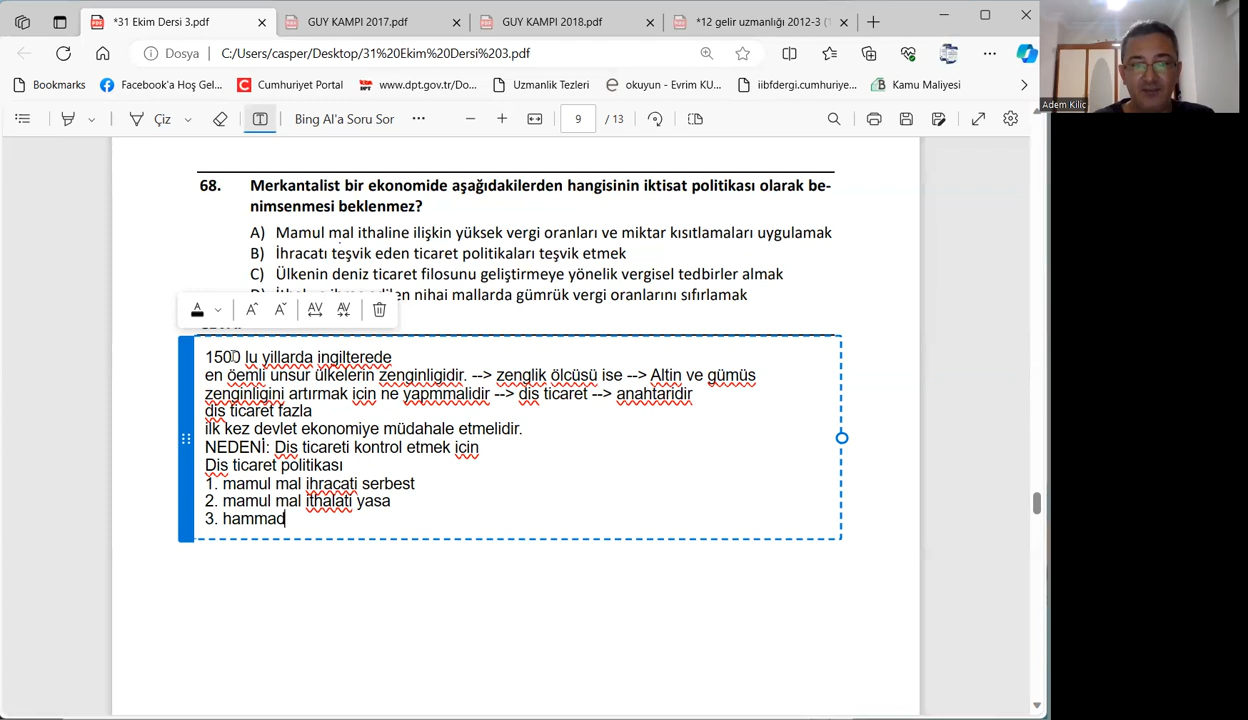 *31 Ekim Dersi 3.pdf
GUY KAMPI 2017.pdf
GUY KAMPI 2018.pdf
*12 gelir uzmanlığı 2012-3 (1
Dosya
C:/Users/casper/Desktop/31%20Ekim%20Dersi%203.pdf
Bookmarks
Facebook'a Hoş Gel...
Cumhuriyet Portal
www.dpt.gov.tr/Do...
Uzmanlık Tezleri
okuyun - Evrim KU...
iibfdergi.cumhuriye...
Kamu Maliyesi
Adem Kilic
Çiz
Bing AI'a Soru Sor
9 / 13
68. Merkantalist bir ekonomide aşağıdakilerden hangisinin iktisat politikası olarak be-
nimsenmesi beklenmez?
A) Mamul mal ithaline ilişkin yüksek vergi oranları ve miktar kısıtlamaları uygulamak
B) İhracatı teşvik eden ticaret politikaları teşvik etmek
C) Ülkenin deniz ticaret filosunu geliştirmeye yönelik vergisel tedbirler almak
nihai mallarda gümrük vergi oranlarını sıfırlamak
1500 lu yillarda ingilterede
en öemli unsur ülkelerin zenginligidir. --> zenglik ölcüsü ise --> Altin ve gümüs
zenginligini artırmak icin ne yapmmalidir --> dis ticaret --> anahtaridir
dis ticaret fazla
ilk kez devlet ekonomiye müdahale etmelidir.
NEDENİ: Dis ticareti kontrol etmek için
Dis ticaret politikası
1. mamul mal ihracati serbest
2. mamul mal ithalati yasa
3. hammad